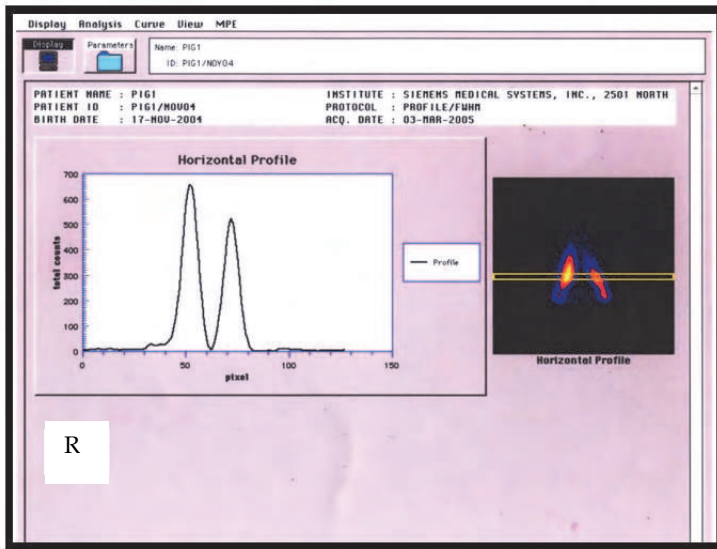 Display Analysis Curve View MPE
Display
Parameters
Name: PIG1
ID: PIG1/NOV04
PATIENT NAME : PIG1
PATIENT ID : PIG1/NOV04
BIRTH DATE : 17-NOV-2004
INSTITUTE : SIEMENS MEDICAL SYSTEMS, INC., 2501 NORTH
PROTOCOL : PROFILE/FWHM
ACQ. DATE : 03-MAR-2005
Horizontal Profile
700
600
500
400
300
200
100
0
total counts
0 50 100 150
pixel
Profile
Horizontal Profile
R